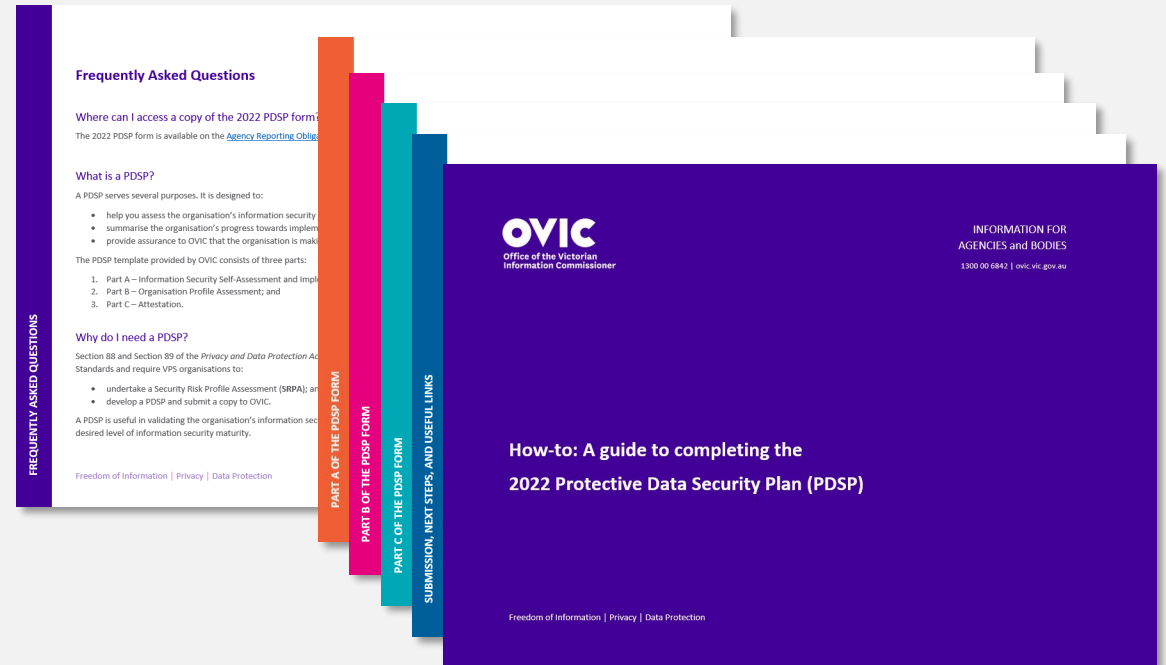 Frequently Asked Questions
Where can I access a copy of the 2022 PDSP form?
The 2022 PDSP form is available on the Agency Reporting
What is a PDSP?
A PDSP serves several purposes. It is designed to:
• help you assess the organisation's information security
• summarise the organisation's progress towards
• provide assurance to OVIC that the organisation is
The PDSP template provided by OVIC consists of three parts:
1. Part A – Information Security Self-Assessment and
2. Part B – Organisation Profile Assessment; and
3. Part C – Attestation.
Why do I need a PDSP?
Section 88 and Section 89 of the Privacy and Data Protection
Standards and require VPS organisations to:
• undertake a Security Risk Profile Assessment (SRPA);
• develop a PDSP and submit a copy to OVIC.
A PDSP is useful in validating the organisation's information
desired level of information security maturity.
Freedom of Information | Privacy | Data Protection
FREQUENTLY ASKED QUESTIONS
PART A OF THE PDSP FORM
PART B OF THE PDSP FORM
PART C OF THE PDSP FORM
SUBMISSION, NEXT STEPS, AND USEFUL LINKS
OVIC
Office of the Victorian
Information Commissioner
INFORMATION FOR
AGENCIES and BODIES
1300 00 6842 | ovic.vic.gov.au
How-to: A guide to completing the
2022 Protective Data Security Plan (PDSP)
Freedom of Information | Privacy | Data Protection